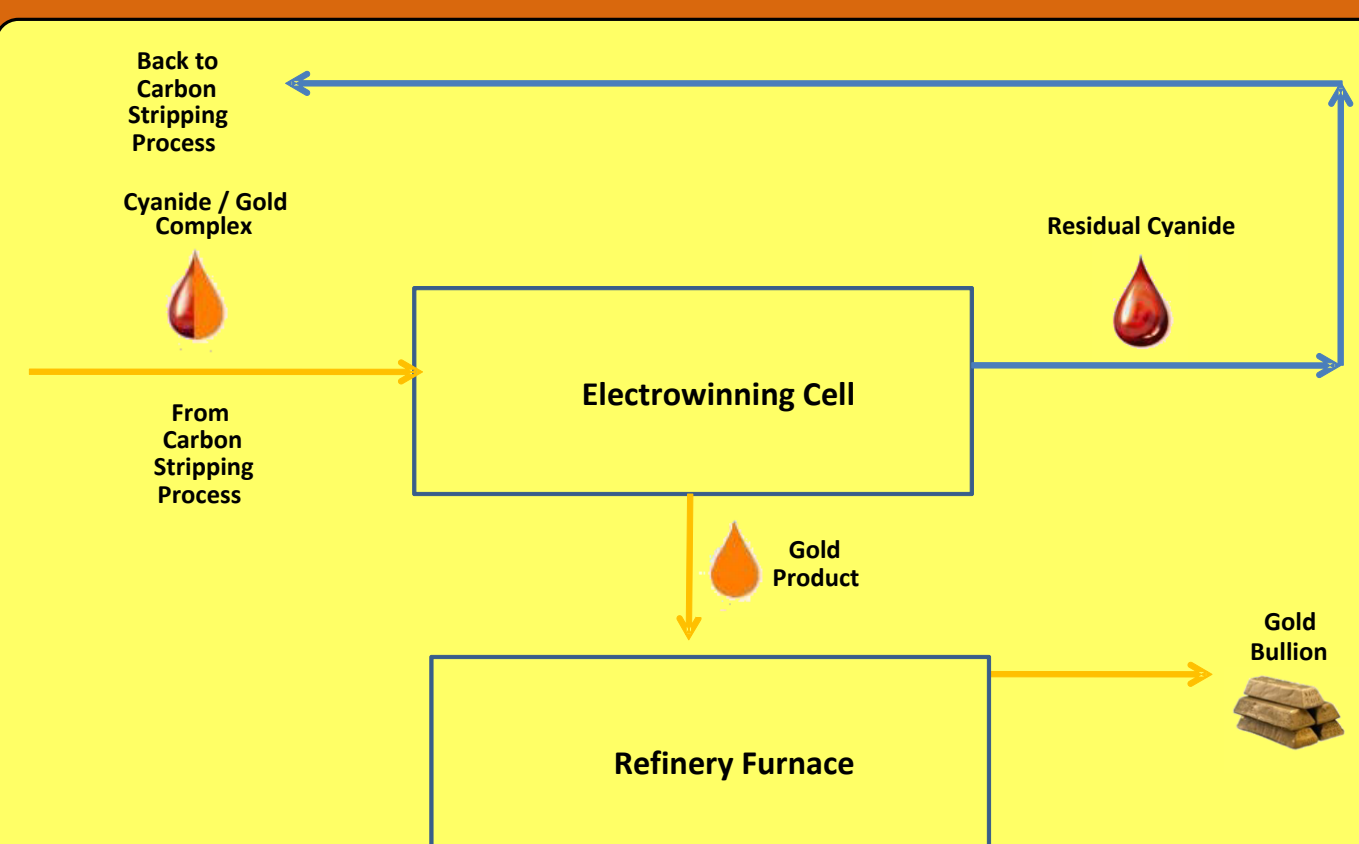 Back to
Carbon
Stripping
Process
Cyanide / Gold
Complex
Residual Cyanide
Electrowinning Cell
From
Carbon
Stripping
Process
Gold
Product
Gold
Bullion
Refinery Furnace